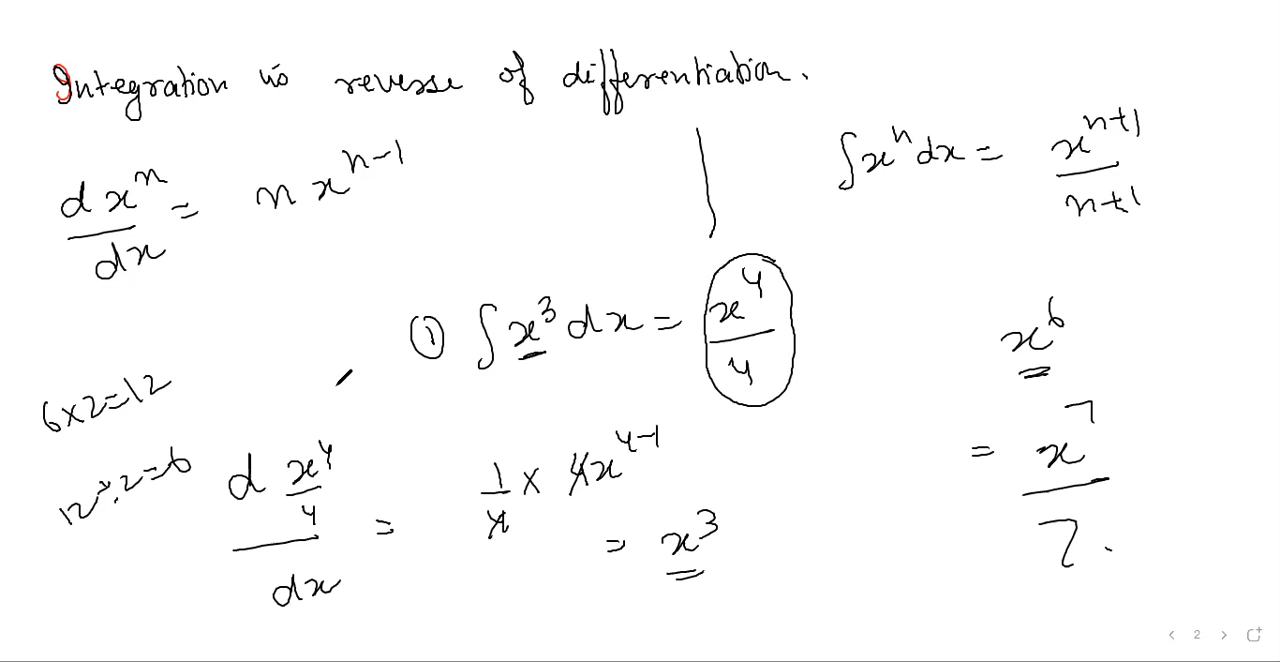 Integration is reverse of differentiation.
d x^n / dx = n x^{n-1}
∫x^n dx = x^{n+1} / n+1
① ∫x^3 dx = x^4 / 4
x^6
= x^7 / 7.
6×2=12
12÷2=6
d x^4/4 / dx = 1/4 × 4x^{4-1}
= x^3
< 2 >